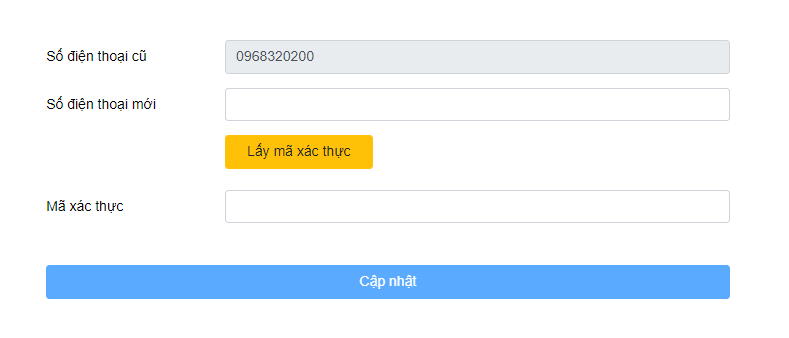 Số điện thoại cũ
0968320200
Số điện thoại mới
Lấy mã xác thực
Mã xác thực
Cập nhật